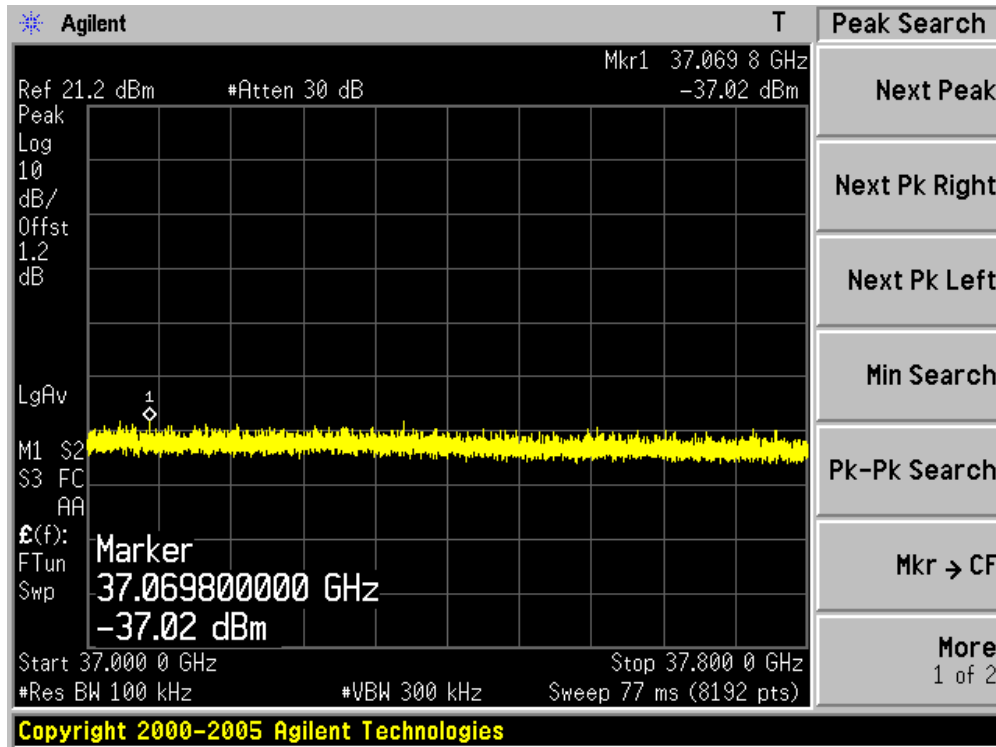 Agilent T Peak Search
Mkr1 37.069 8 GHz
Ref 21.2 dBm #Atten 30 dB -37.02 dBm
Peak
Log
10
dB/
Offst
1.2
dB
LgAv
1
M1 S2
S3 FC
AA
£(f):
FTun
Swp
Marker
37.069800000 GHz
-37.02 dBm
Start 37.000 0 GHz Stop 37.800 0 GHz
#Res BW 100 kHz #VBW 300 kHz Sweep 77 ms (8192 pts)
Copyright 2000-2005 Agilent Technologies
Next Peak
Next Pk Right
Next Pk Left
Min Search
Pk-Pk Search
Mkr → CF
More
1 of 2